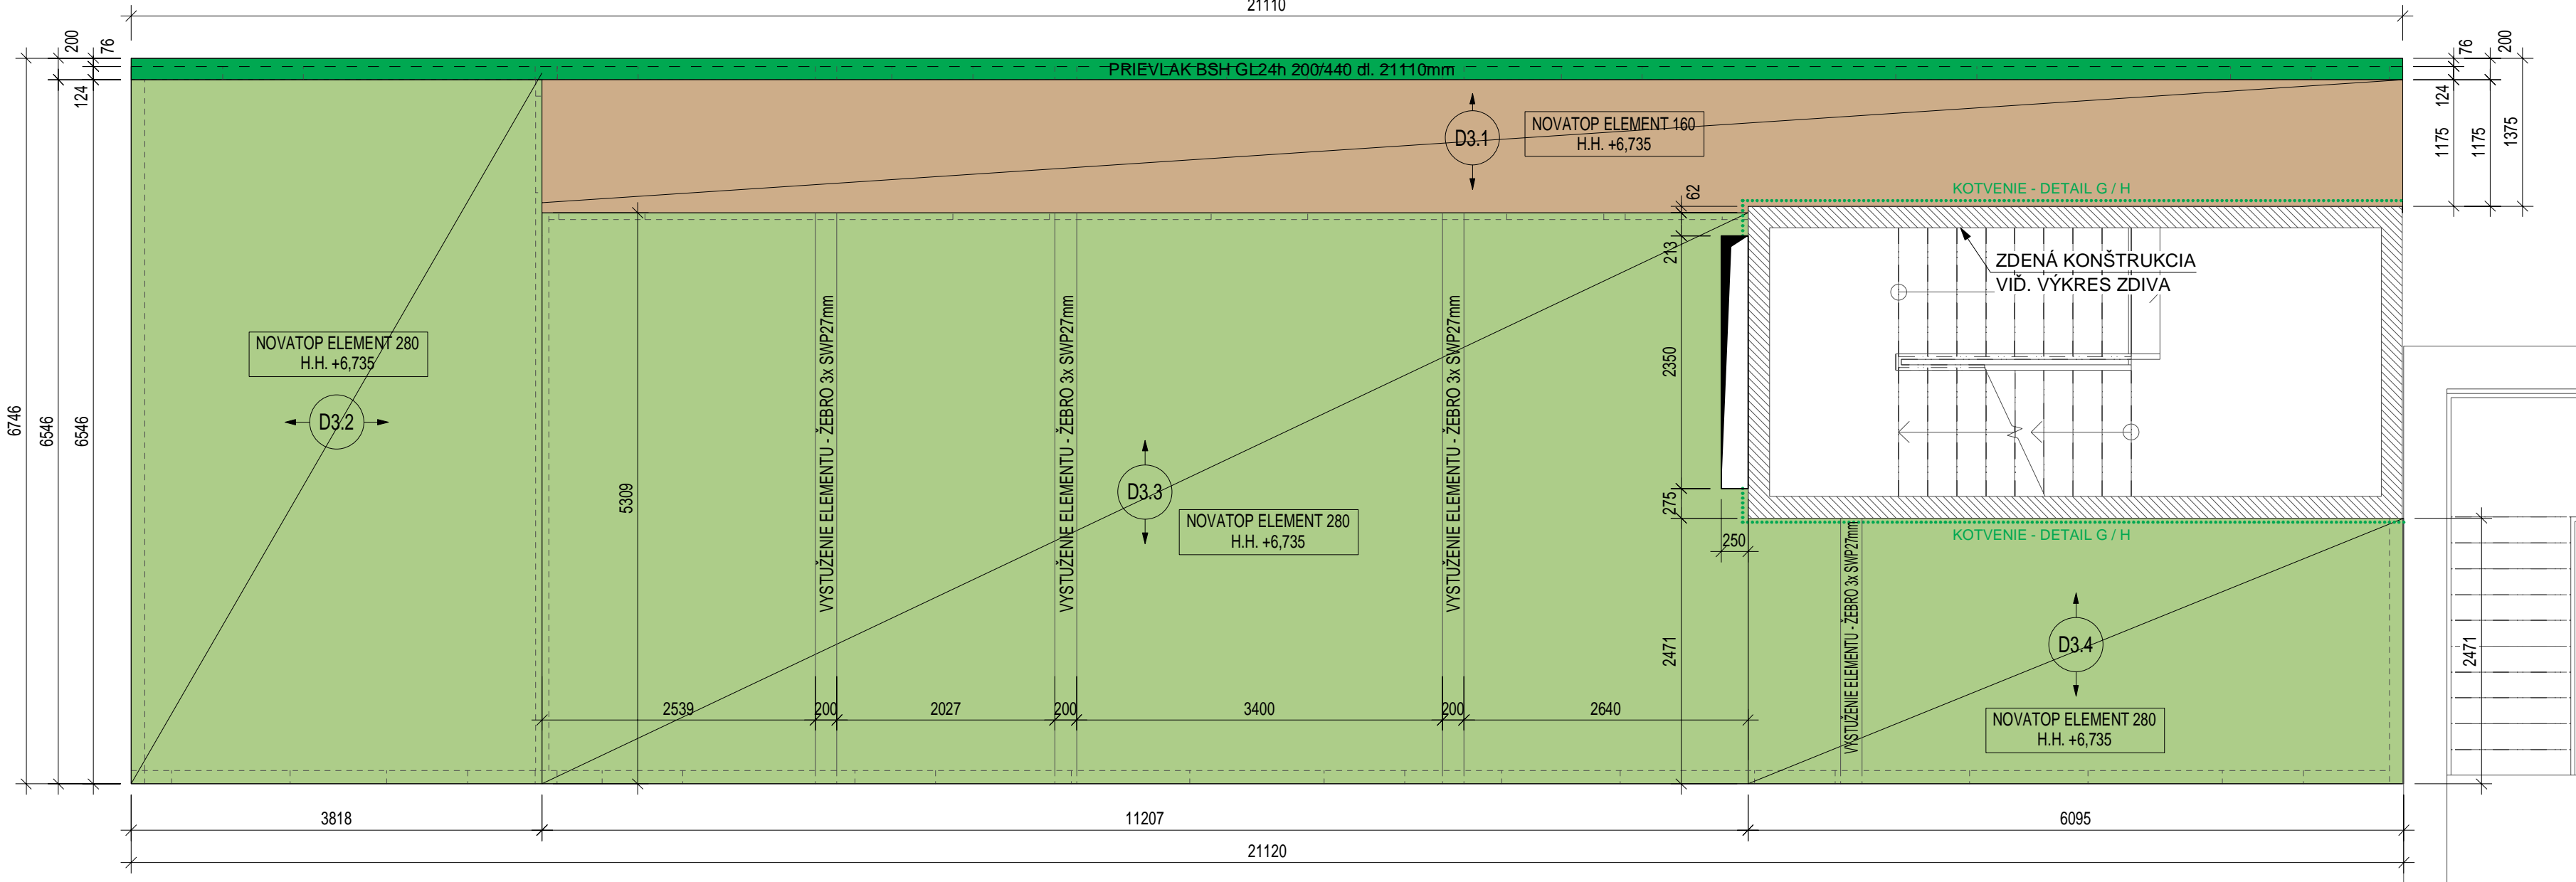 21110
200
76
124
6746
6546
6546
PRIEVLAK BSH GL24h 200/440 dl. 21110mm
76
200
124
1175
1175
1375
D3.1
NOVATOP ELEMENT 160
H.H. +6,735
KOTVENIE - DETAIL G / H
62
213
2350
275
250
2471
ZDENÁ KONŠTRUKCIA
VIĎ. VÝKRES ZDIVA
NOVATOP ELEMENT 280
H.H. +6,735
D3.2
5309
VYSTUŽENIE ELEMENTU - ŽEBRO 3x SWP27mm
VYSTUŽENIE ELEMENTU - ŽEBRO 3x SWP27mm
VYSTUŽENIE ELEMENTU - ŽEBRO 3x SWP27mm
D3.3
NOVATOP ELEMENT 280
H.H. +6,735
KOTVENIE - DETAIL G / H
VYSTUŽENIE ELEMENTU - ŽEBRO 3x SWP27mm
D3.4
NOVATOP ELEMENT 280
H.H. +6,735
2471
2539
200
2027
200
3400
200
2640
3818
11207
6095
21120